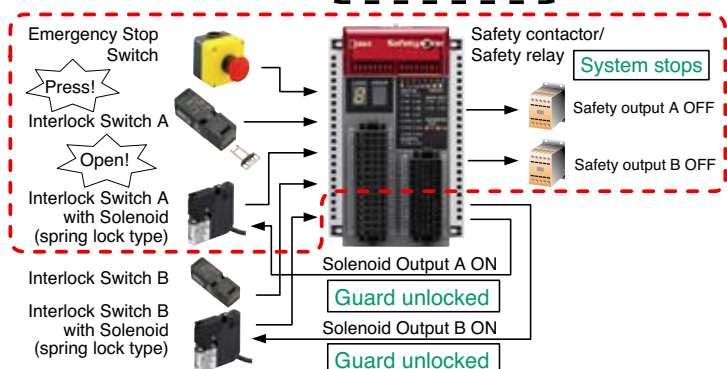 Emergency Stop
Switch
Press!
Interlock Switch A
Open!
Interlock Switch A
with Solenoid
(spring lock type)
Interlock Switch B
Interlock Switch B
with Solenoid
(spring lock type)
Safety contactor/
Safety relay
System stops
Safety output A OFF
Safety output B OFF
Solenoid Output A ON
Guard unlocked
Solenoid Output B ON
Guard unlocked